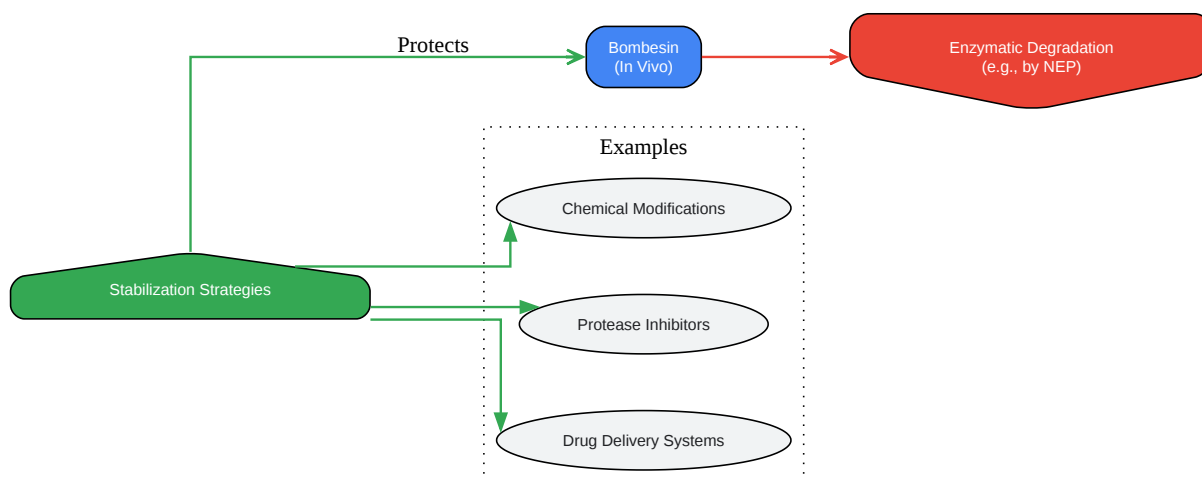 Protects
Bombesin
(In Vivo)
Enzymatic Degradation
(e.g., by NEP)
Examples
Chemical Modifications
Stabilization Strategies
Protease Inhibitors
Drug Delivery Systems